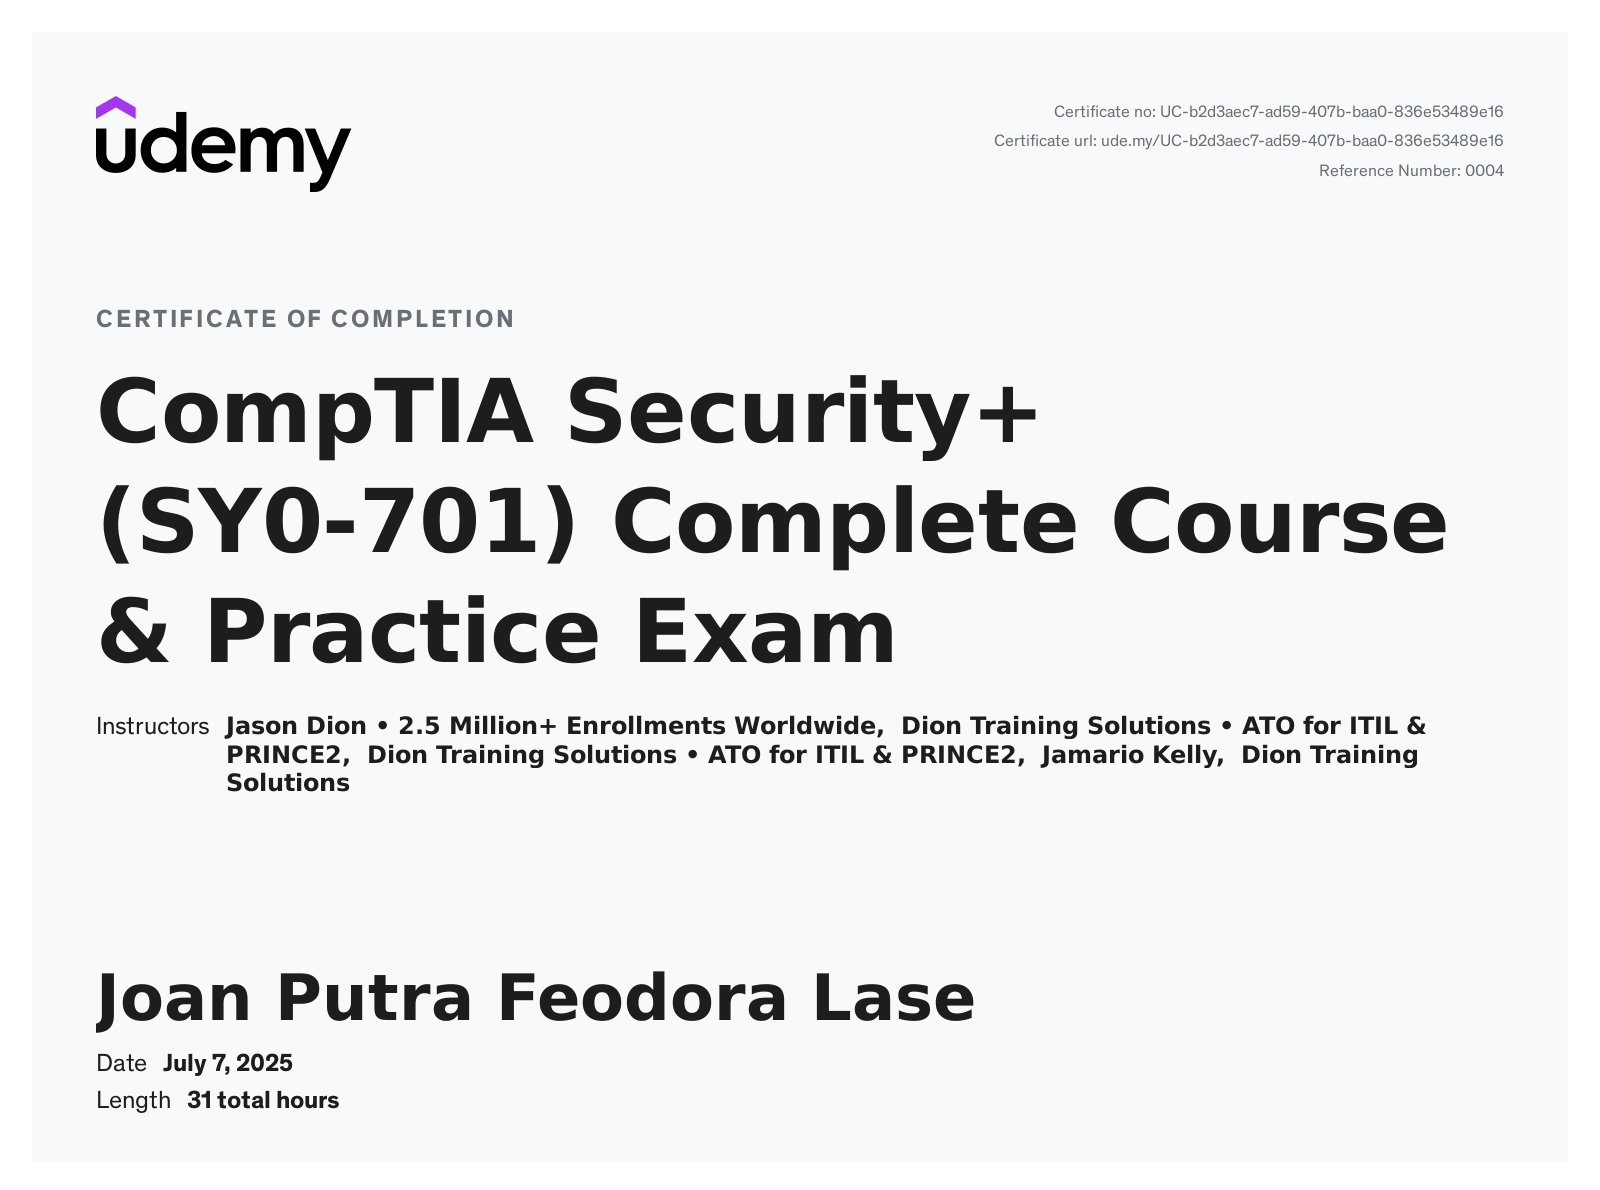 udemy
Certificate no: UC-b2d3aec7-ad59-407b-baa0-836e53489e16
Certificate url: ude.my/UC-b2d3aec7-ad59-407b-baa0-836e53489e16
Reference Number: 0004
CERTIFICATE OF COMPLETION
CompTIA Security+
(SY0-701) Complete Course
& Practice Exam
Instructors Jason Dion • 2.5 Million+ Enrollments Worldwide, Dion Training Solutions • ATO for ITIL &
PRINCE2, Dion Training Solutions • ATO for ITIL & PRINCE2, Jamario Kelly, Dion Training
Solutions
Joan Putra Feodora Lase
Date July 7, 2025
Length 31 total hours